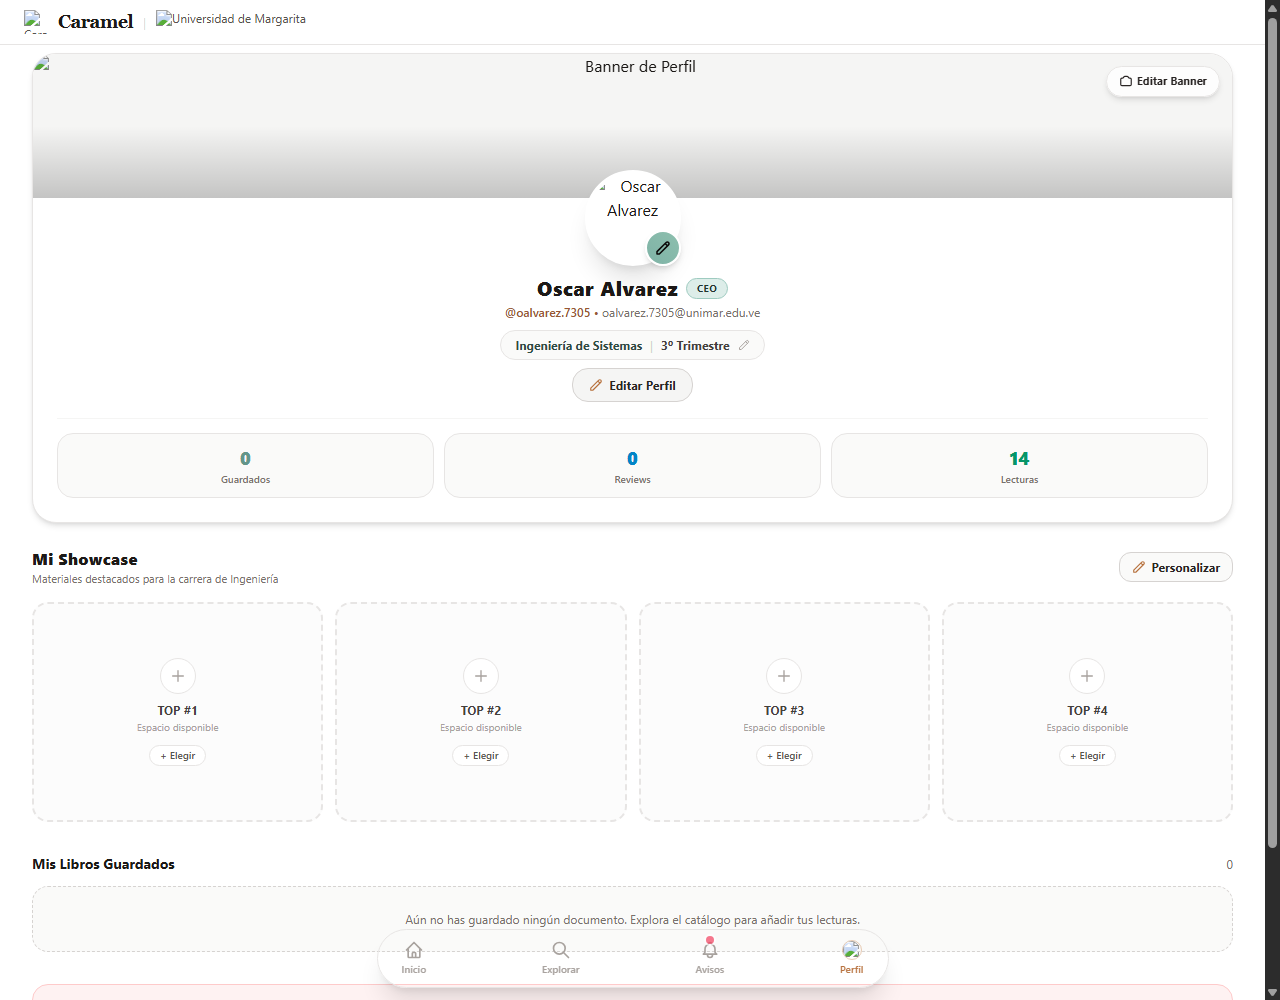 Caramel
Universidad de Margarita
Banner de Perfil
Editar Banner
Oscar
Alvarez
Oscar Alvarez CEO
@oalvarez.7305 • oalvarez.7305@unimar.edu.ve
Ingeniería de Sistemas | 3º Trimestre
Editar Perfil
0
Guardados
0
Reviews
14
Lecturas
Mi Showcase
Materiales destacados para la carrera de Ingeniería
Personalizar
TOP #1
Espacio disponible
+ Elegir
TOP #2
Espacio disponible
+ Elegir
TOP #3
Espacio disponible
+ Elegir
TOP #4
Espacio disponible
+ Elegir
Mis Libros Guardados
0
Aún no has guardado ningún documento. Explora el catálogo para añadir tus lecturas.
Inicio
Explorar
Avisos
Perfil